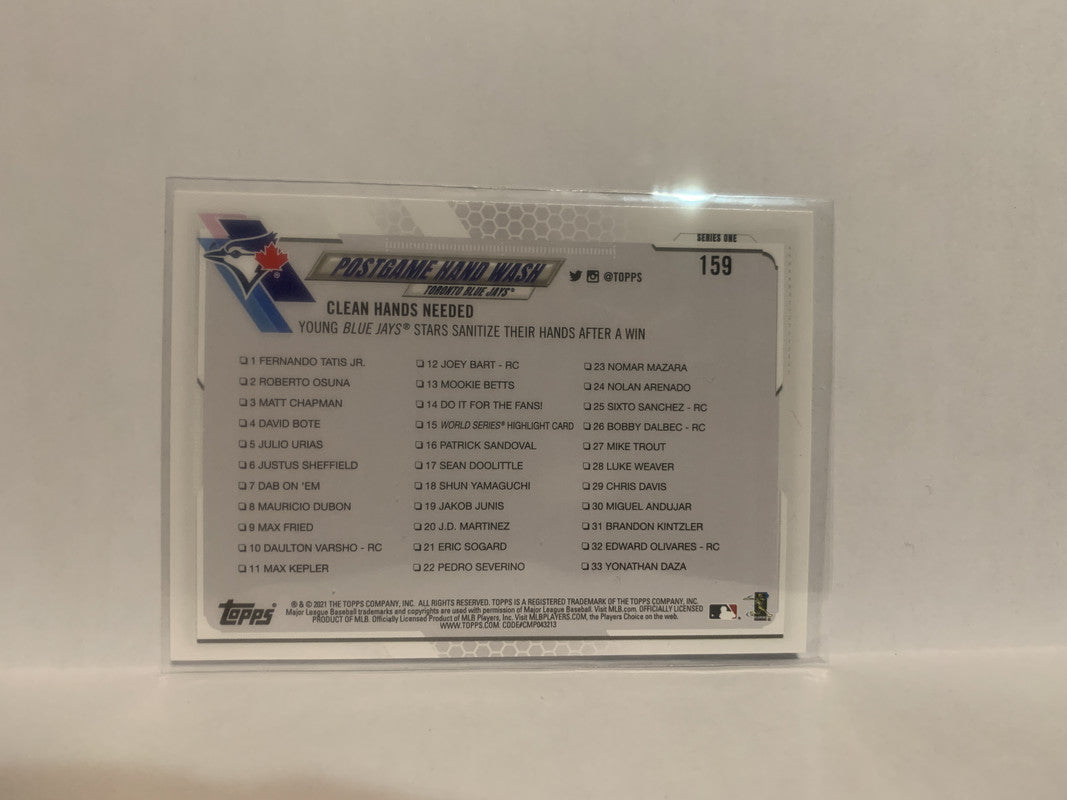 SERIES ONE
159
POSTGAME HAND WASH
TORONTO BLUE JAYS™
@TOPPS
CLEAN HANDS NEEDED
YOUNG BLUE JAYS® STARS SANITIZE THEIR HANDS AFTER A WIN
❏ 1 FERNANDO TATIS JR.
❏ 2 ROBERTO OSUNA
❏ 3 MATT CHAPMAN
❏ 4 DAVID BOTE
❏ 5 JULIO URIAS
❏ 6 JUSTUS SHEFFIELD
❏ 7 DAB ON 'EM
❏ 8 MAURICIO DUBON
❏ 9 MAX FRIED
❏ 10 DAULTON VARSHO - RC
❏ 11 MAX KEPLER
❏ 12 JOEY BART - RC
❏ 13 MOOKIE BETTS
❏ 14 DO IT FOR THE FANS!
❏ 15 WORLD SERIES® HIGHLIGHT CARD
❏ 16 PATRICK SANDOVAL
❏ 17 SEAN DOOLITTLE
❏ 18 SHUN YAMAGUCHI
❏ 19 JAKOB JUNIS
❏ 20 J.D. MARTINEZ
❏ 21 ERIC SOGARD
❏ 22 PEDRO SEVERINO
❏ 23 NOMAR MAZARA
❏ 24 NOLAN ARENADO
❏ 25 SIXTO SANCHEZ - RC
❏ 26 BOBBY DALBEC - RC
❏ 27 MIKE TROUT
❏ 28 LUKE WEAVER
❏ 29 CHRIS DAVIS
❏ 30 MIGUEL ANDUJAR
❏ 31 BRANDON KINTZLER
❏ 32 EDWARD OLIVARES - RC
❏ 33 YONATHAN DAZA
topps®
® & © 2021 THE TOPPS COMPANY, INC. ALL RIGHTS RESERVED. TOPPS IS A REGISTERED TRADEMARK OF THE TOPPS COMPANY, INC.
Major League Baseball trademarks and copyrights are used with permission of Major League Baseball. Visit MLB.com. OFFICIALLY LICENSED
PRODUCT OF MLB. Officially Licensed Product of MLB Players, Inc. Visit MLBPLAYERS.COM, the Players Choice on the web.
WWW.TOPPS.COM. CODE#CMP043213